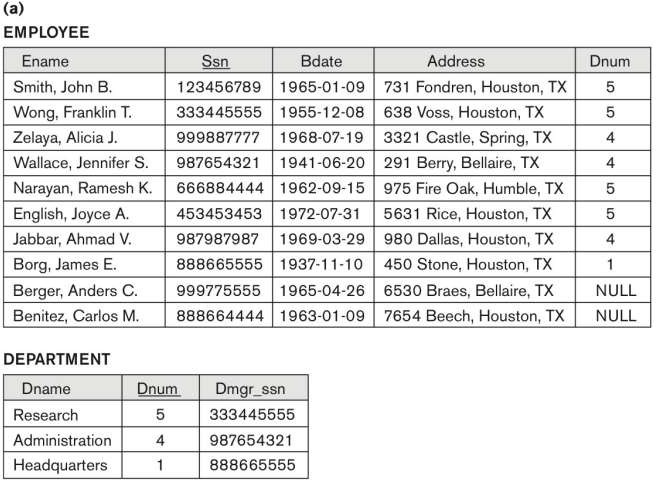 (a)
EMPLOYEE
Ename Ssn Bdate Address Dnum
Smith, John B. 123456789 1965-01-09 731 Fondren, Houston, TX 5
Wong, Franklin T. 333445555 1955-12-08 638 Voss, Houston, TX 5
Zelaya, Alicia J. 999887777 1968-07-19 3321 Castle, Spring, TX 4
Wallace, Jennifer S. 987654321 1941-06-20 291 Berry, Bellaire, TX 4
Narayan, Ramesh K. 666884444 1962-09-15 975 Fire Oak, Humble, TX 5
English, Joyce A. 453453453 1972-07-31 5631 Rice, Houston, TX 5
Jabbar, Ahmad V. 987987987 1969-03-29 980 Dallas, Houston, TX 4
Borg, James E. 888665555 1937-11-10 450 Stone, Houston, TX 1
Berger, Anders C. 999775555 1965-04-26 6530 Braes, Bellaire, TX NULL
Benitez, Carlos M. 888664444 1963-01-09 7654 Beech, Houston, TX NULL
DEPARTMENT
Dname Dnum Dmgr_ssn
Research 5 333445555
Administration 4 987654321
Headquarters 1 888665555